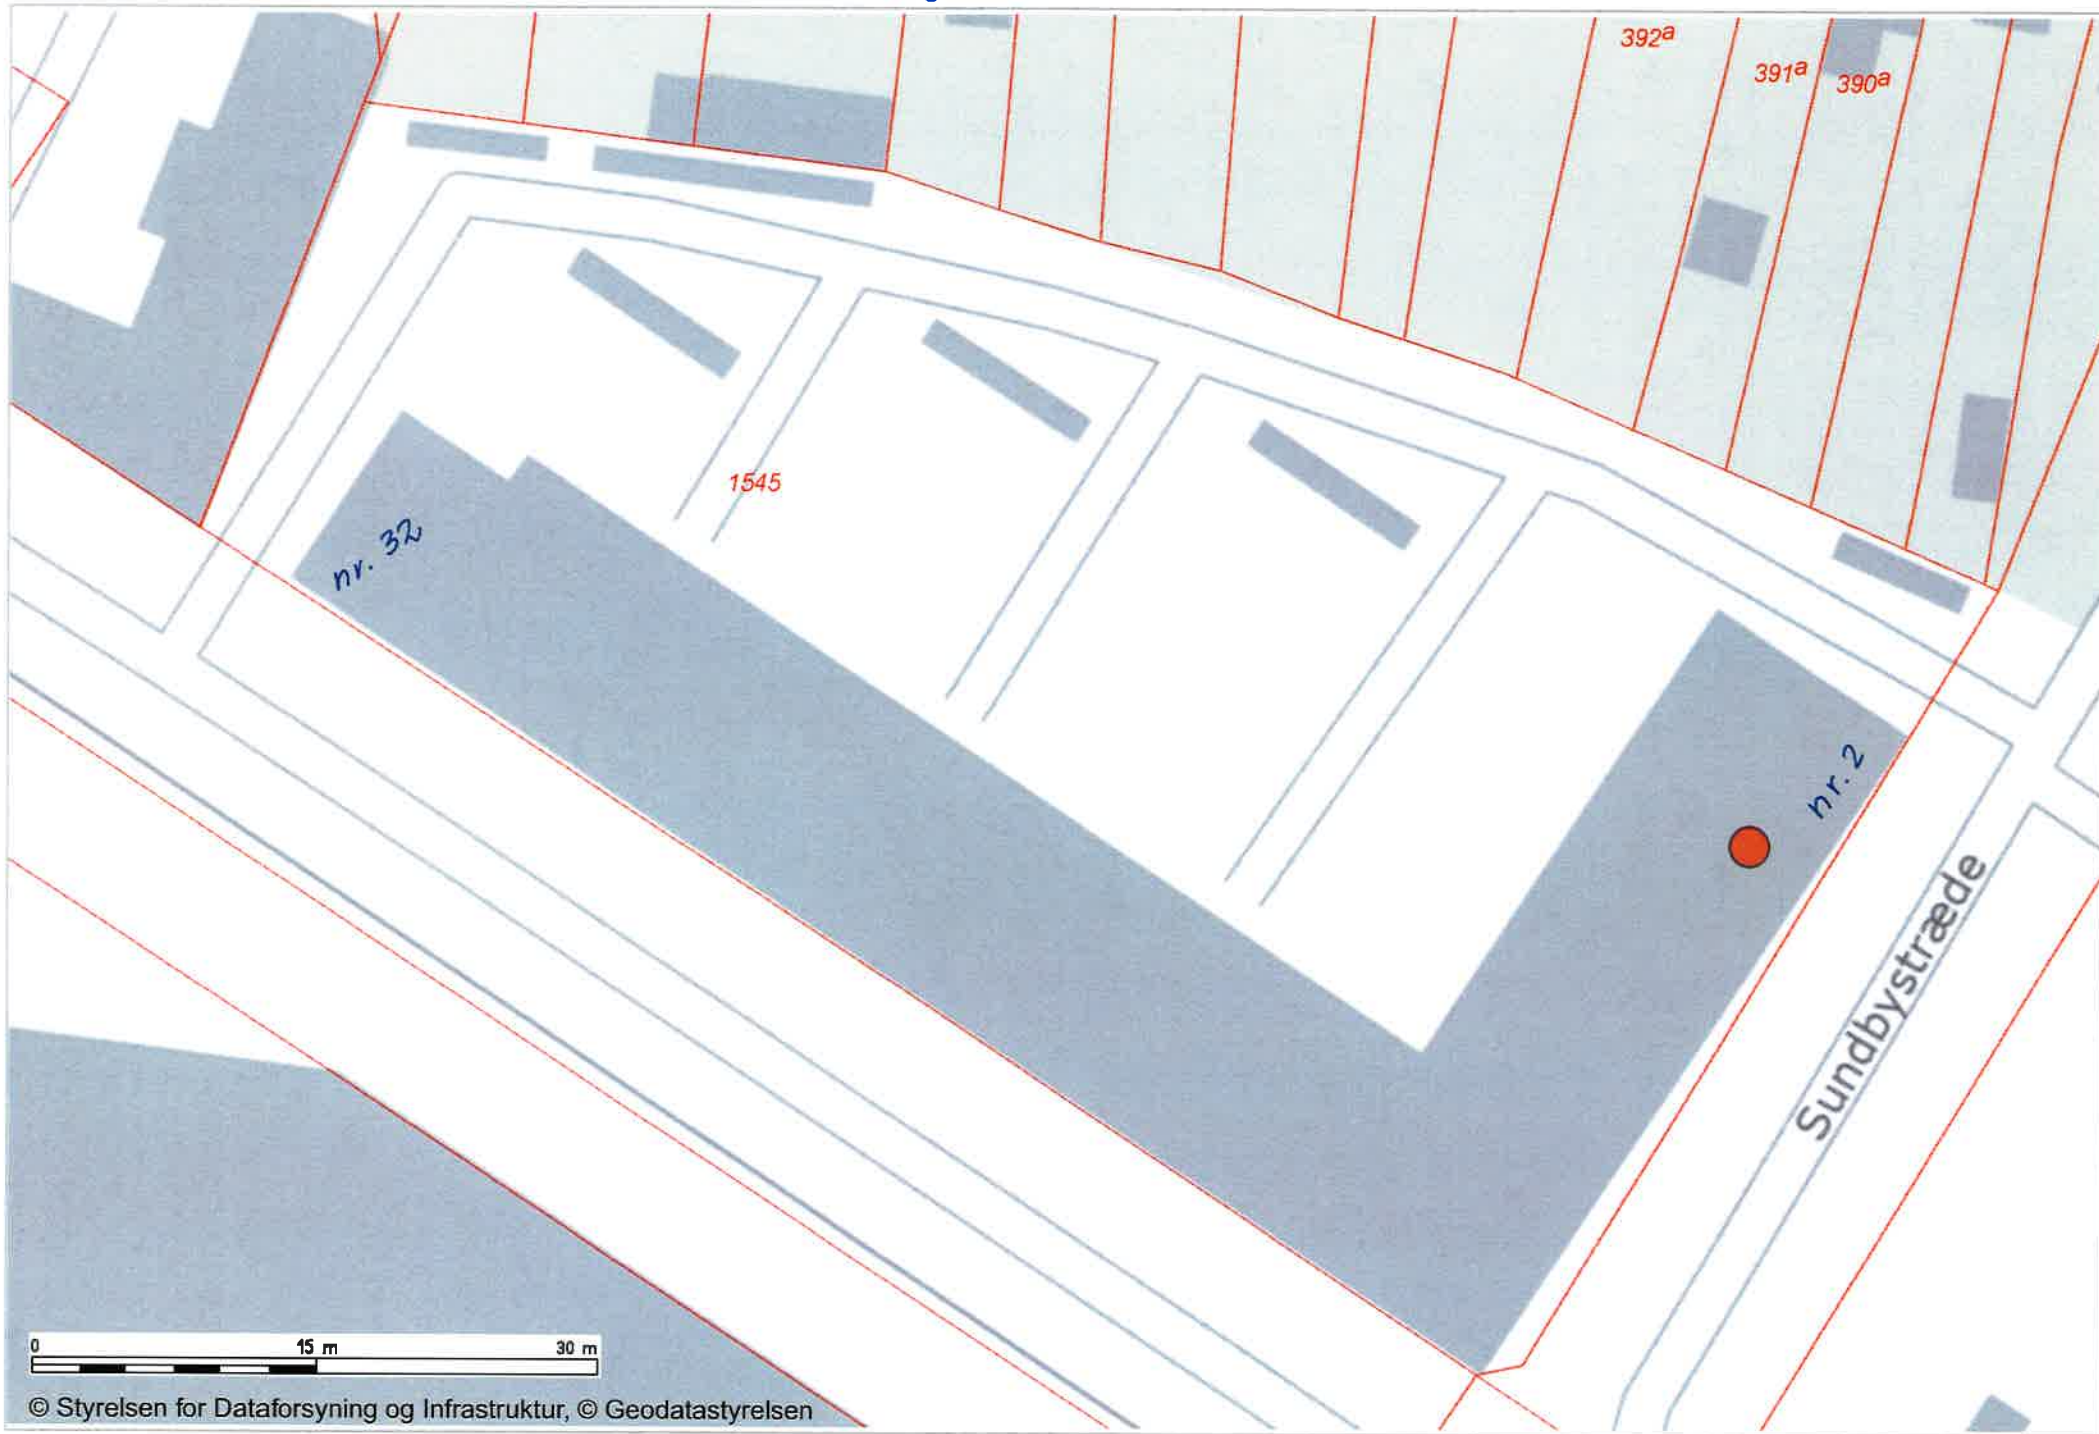 392a
391a
390a
1545
nr. 32
nr. 2
Sundbystræde
0 15 m 30 m
© Styrelsen for Dataforsyning og Infrastruktur, © Geodatastyrelsen